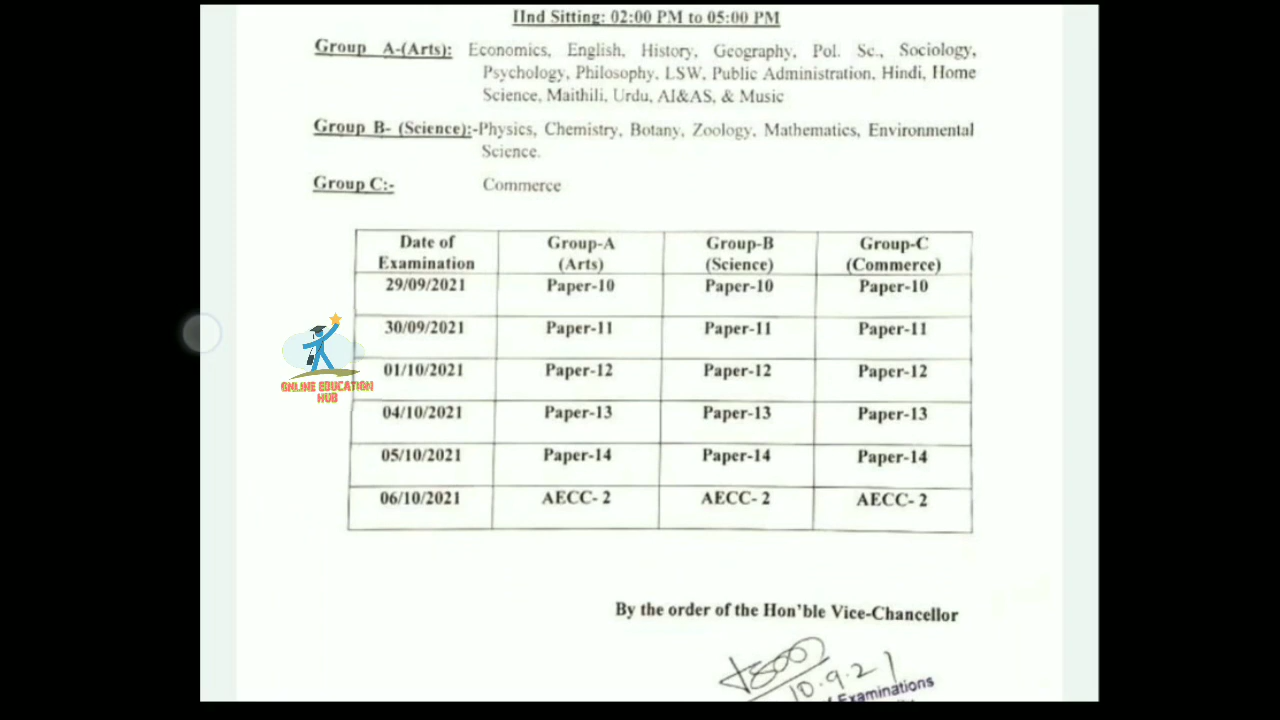 IInd Sitting: 02:00 PM to 05:00 PM
Group A-(Arts): Economics, English, History, Geography, Pol. Sc., Sociology,
Psychology, Philosophy, LSW, Public Administration, Hindi, Home
Science, Maithili, Urdu, AI&AS, & Music
Group B- (Science):-Physics, Chemistry, Botany, Zoology, Mathematics, Environmental
Science.
Group C:- Commerce
Date of Examination Group-A (Arts) Group-B (Science) Group-C (Commerce)
29/09/2021 Paper-10 Paper-10 Paper-10
30/09/2021 Paper-11 Paper-11 Paper-11
01/10/2021 Paper-12 Paper-12 Paper-12
04/10/2021 Paper-13 Paper-13 Paper-13
05/10/2021 Paper-14 Paper-14 Paper-14
06/10/2021 AECC- 2 AECC- 2 AECC- 2
ONLINE EDUCATION
HUB
By the order of the Hon'ble Vice-Chancellor
10.9.21
Examinations